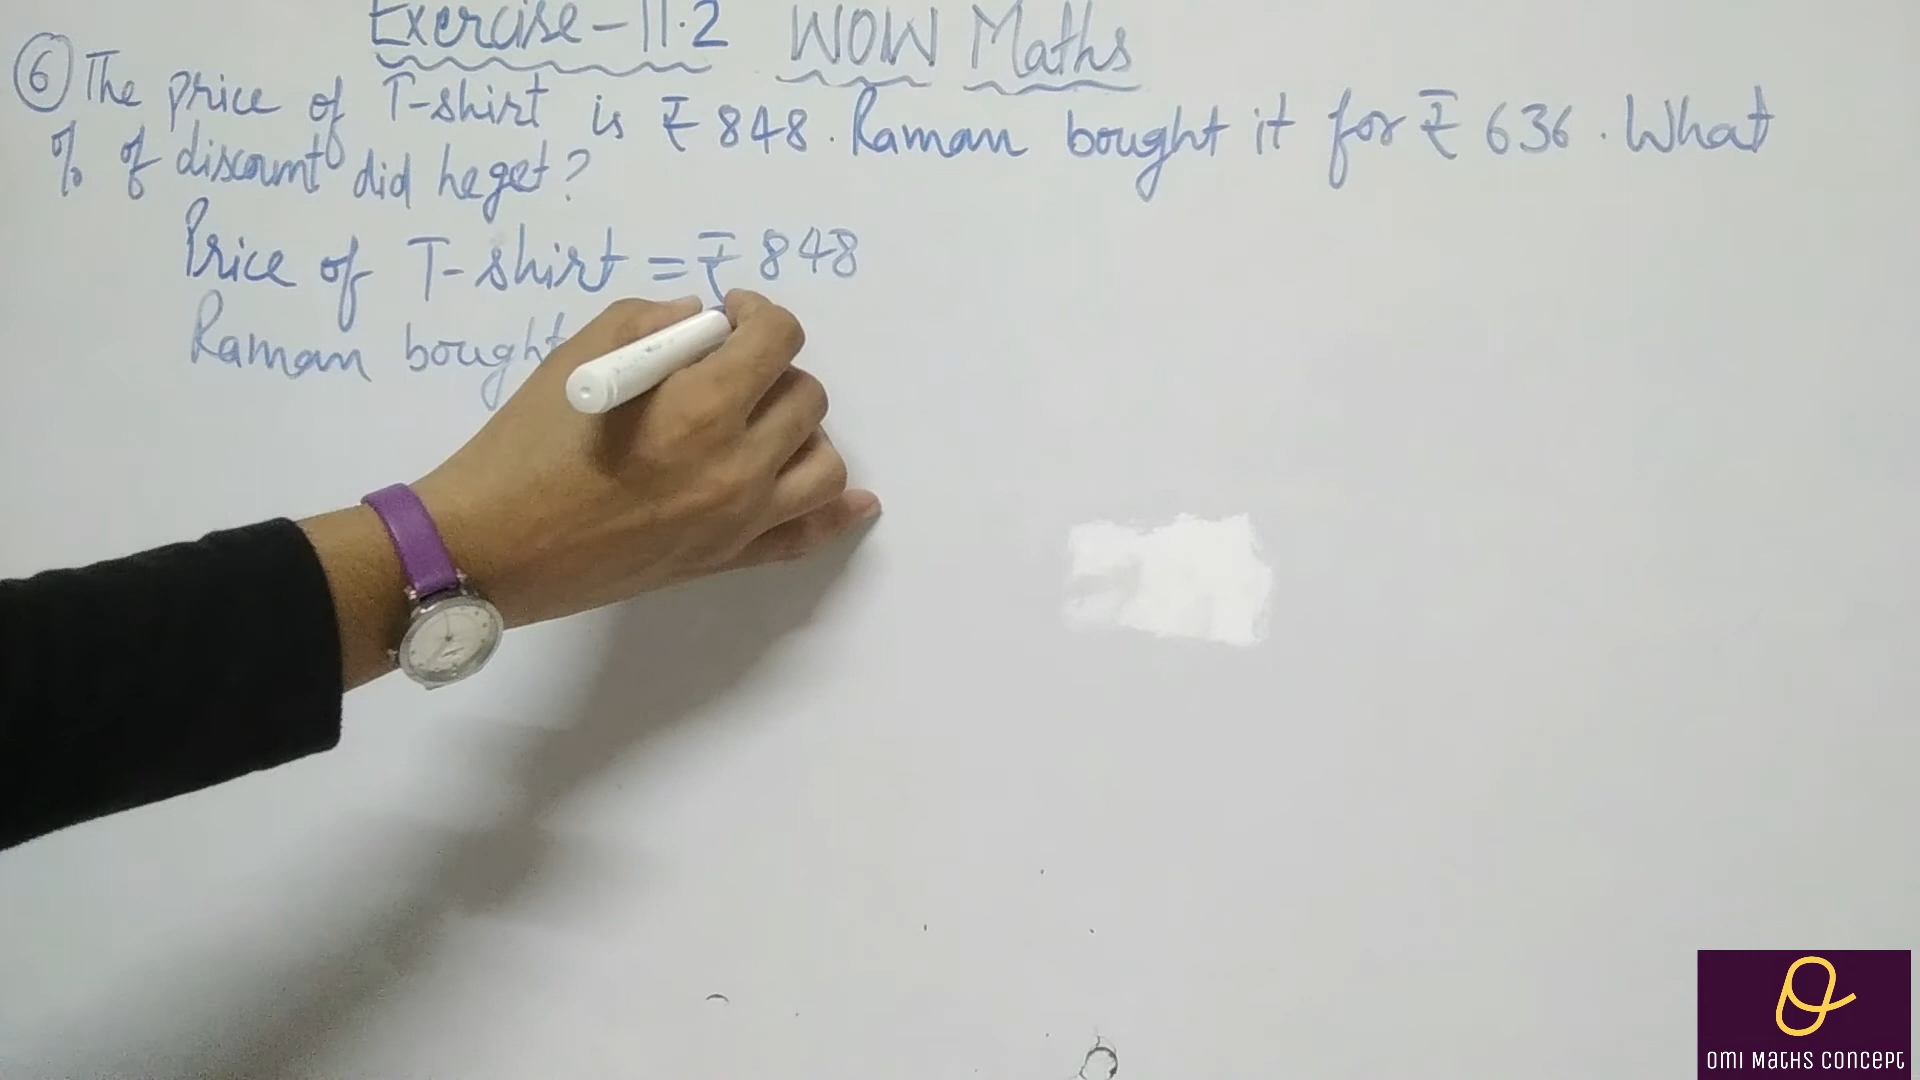 Exercise-11.2 WOW Maths
⑥ The price of T-shirt is ₹ 848. Raman bought it for ₹ 636. What
% of discount did he get?
Price of T-shirt = ₹ 848
Raman bought
OMI MATHS CONCEPT